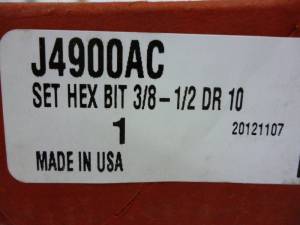 J4900AC
SET HEX BIT 3/8-1/2 DR 10
1 20121107
MADE IN USA